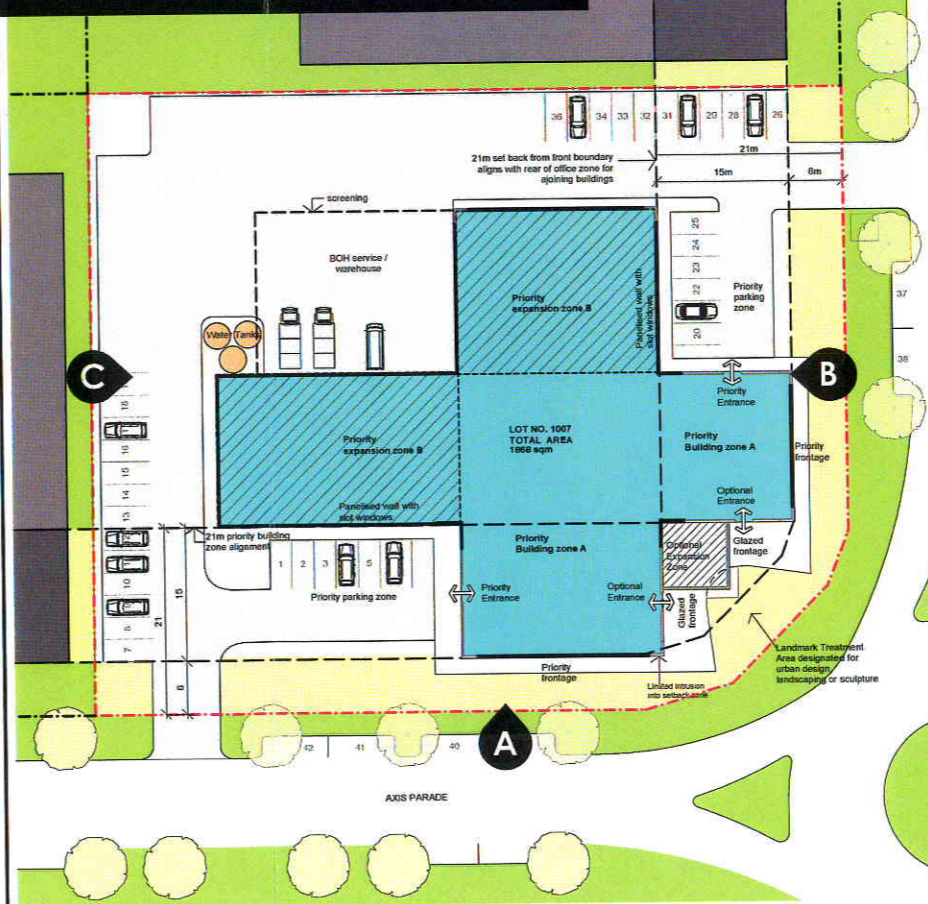 36 34 33 32 31 29 28 26
21m set back from front boundary
aligns with rear of office zone for
ajoining buildings
21m
15m
6m
screening
BOH service /
warehouse
Priority
expansion zone B
Panelised wall with
slot windows
25
24
23
22
20
Priority
parking
zone
37
38
Water Tanks
C
B
18
16
15
14
13
10
8
7
LOT NO. 1007
TOTAL AREA
1868 sqm
Priority
Entrance
Priority
expansion zone B
Priority
Building zone A
Priority
frontage
Panelised wall with
slot windows
Optional
Entrance
21m priority building
zone alignment
Glazed
frontage
Priority
Building zone A
Optional
Expansion
Zone
1 2 3 5
Priority parking zone
Priority
Entrance
Optional
Entrance
Glazed
frontage
15
21
6
Landmark Treatment
Area designated for
urban design,
landscaping or sculpture
Priority
frontage
Limited intrusion
into setback zone
A
42 41 40
AXIS PARADE